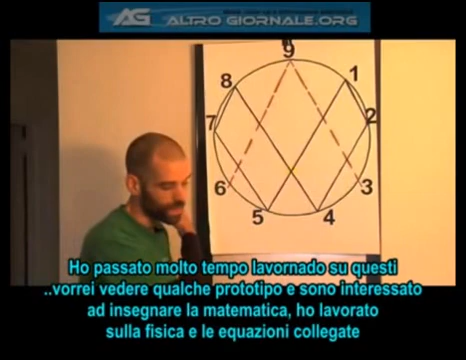 AG ALTRO GIORNALE.ORG
9
8 1
7 2
6 3
5 4
Ho passato molto tempo lavornado su questi
..vorrei vedere qualche prototipo e sono interessato
ad insegnare la matematica, ho lavorato
sulla fisica e le equazioni collegate